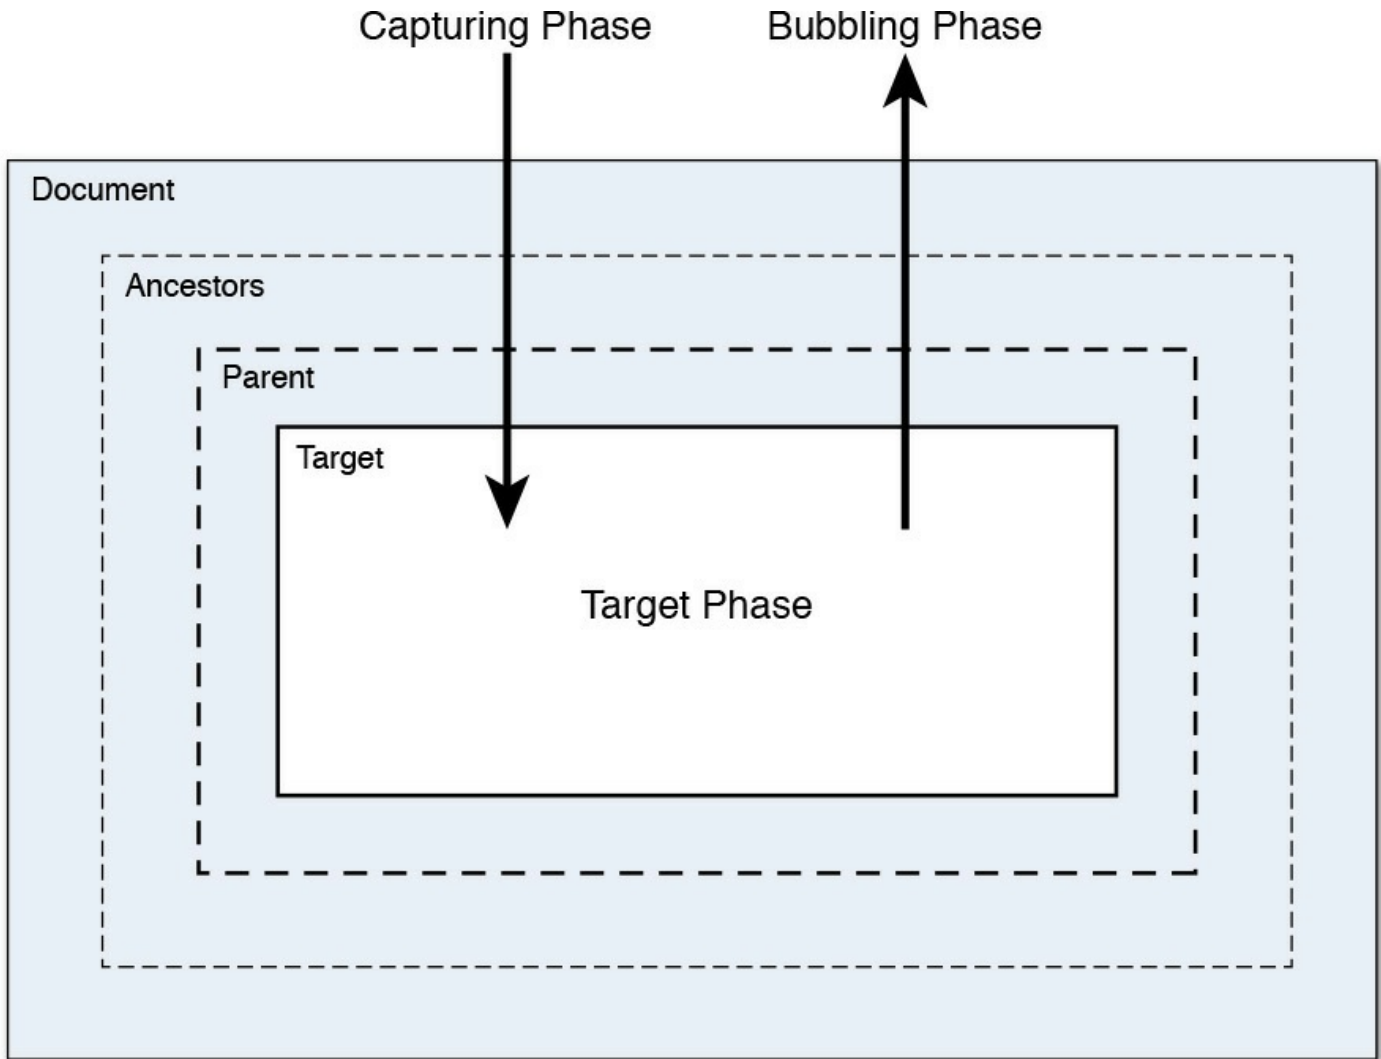 Capturing Phase
Bubbling Phase
Document
Ancestors
Parent
Target
Target Phase